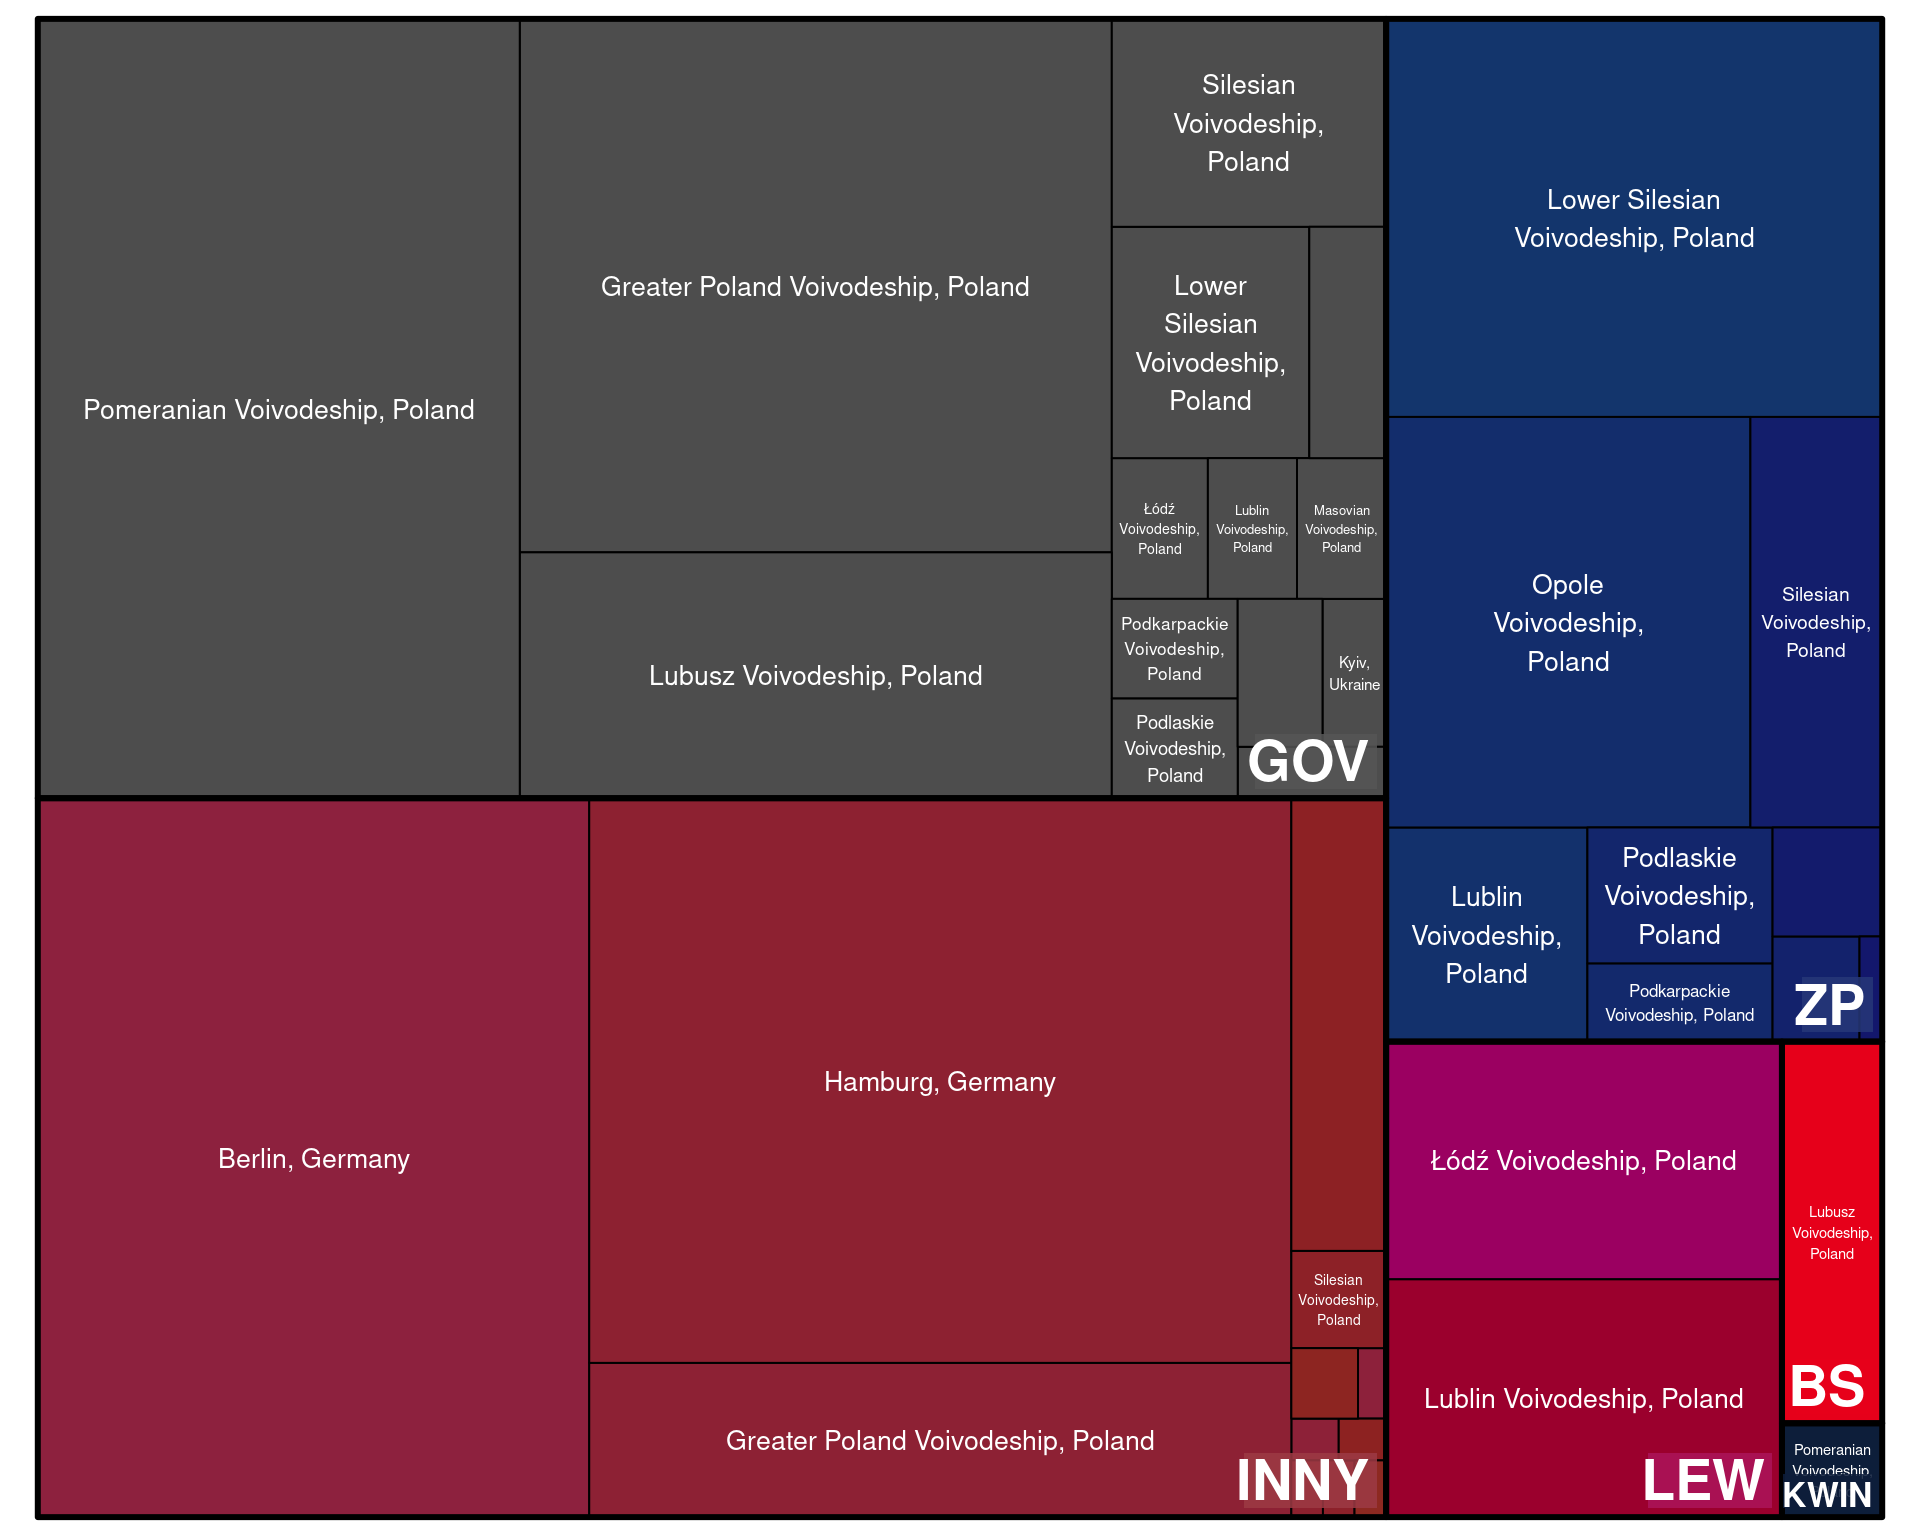 Pomeranian Voivodeship, Poland
Greater Poland Voivodeship, Poland
Lubusz Voivodeship, Poland
Silesian
Voivodeship,
Poland
Lower
Silesian
Voivodeship,
Poland
Łódź
Voivodeship,
Poland
Lublin
Voivodeship,
Poland
Masovian
Voivodeship,
Poland
Podkarpackie
Voivodeship,
Poland
Podlaskie
Voivodeship,
Poland
Kyiv,
Ukraine
GOV
Berlin, Germany
Hamburg, Germany
Greater Poland Voivodeship, Poland
Silesian
Voivodeship,
Poland
INNY
Lower Silesian
Voivodeship, Poland
Opole
Voivodeship,
Poland
Silesian
Voivodeship,
Poland
Lublin
Voivodeship,
Poland
Podlaskie
Voivodeship,
Poland
Podkarpackie
Voivodeship, Poland
ZP
Łódź Voivodeship, Poland
Lublin Voivodeship, Poland
LEW
Lubusz
Voivodeship,
Poland
BS
Pomeranian
Voivodeship,
KWIN